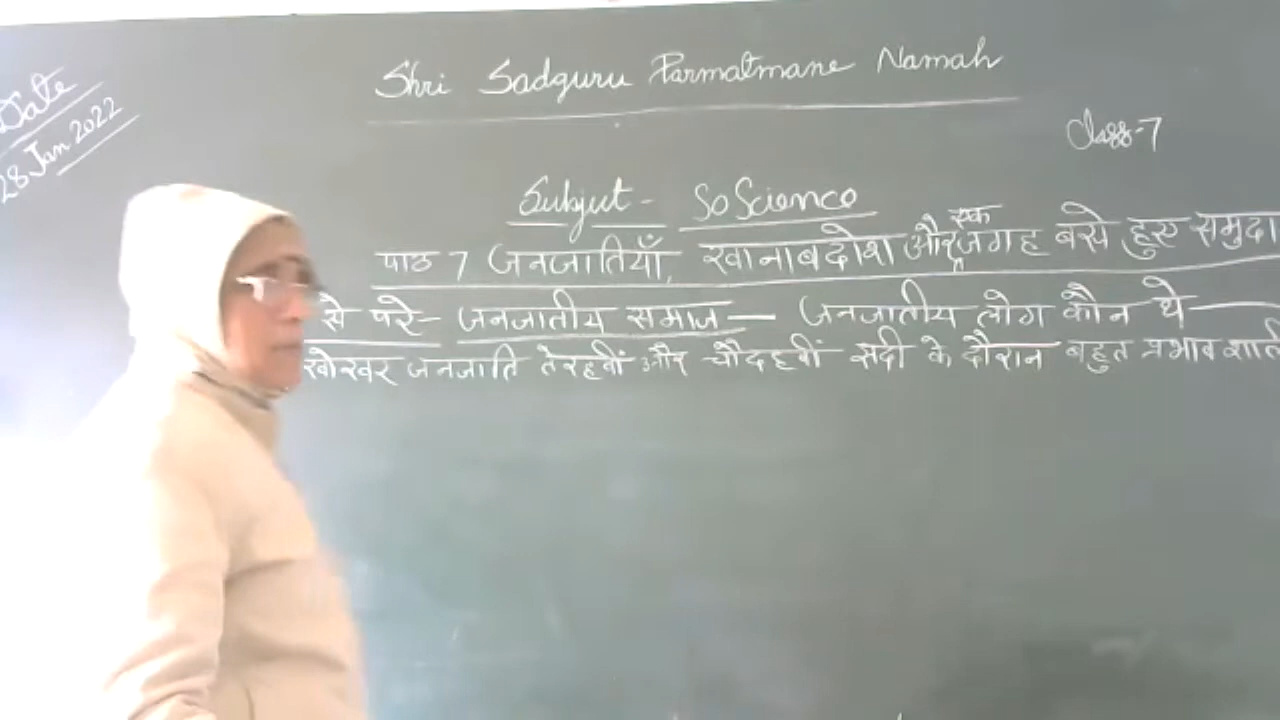 Shri Sadguru Parmatmane Namah
Date
28 Jan 2022
Class-7
Subjut - So Science
पाठ 7 जनजातियाँ, खानाबदोश और एक जगह बसे हुए समुदा
से परे- जनजातीय समाज — जनजातीय लोग कौन थे —
खोखर जनजाति तेरहवीं और चौदहवीं सदी के दौरान बहुत प्रभावशाल